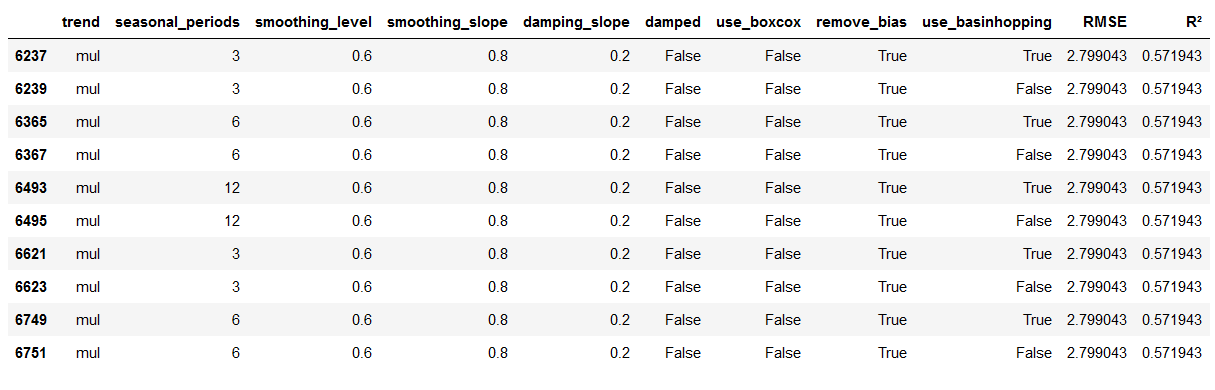 trend seasonal_periods smoothing_level smoothing_slope damping_slope damped use_boxcox remove_bias use_basinhopping RMSE R²
6237 mul 3 0.6 0.8 0.2 False False True True 2.799043 0.571943
6239 mul 3 0.6 0.8 0.2 False False True False 2.799043 0.571943
6365 mul 6 0.6 0.8 0.2 False False True True 2.799043 0.571943
6367 mul 6 0.6 0.8 0.2 False False True False 2.799043 0.571943
6493 mul 12 0.6 0.8 0.2 False False True True 2.799043 0.571943
6495 mul 12 0.6 0.8 0.2 False False True False 2.799043 0.571943
6621 mul 3 0.6 0.8 0.2 False False True True 2.799043 0.571943
6623 mul 3 0.6 0.8 0.2 False False True False 2.799043 0.571943
6749 mul 6 0.6 0.8 0.2 False False True True 2.799043 0.571943
6751 mul 6 0.6 0.8 0.2 False False True False 2.799043 0.571943